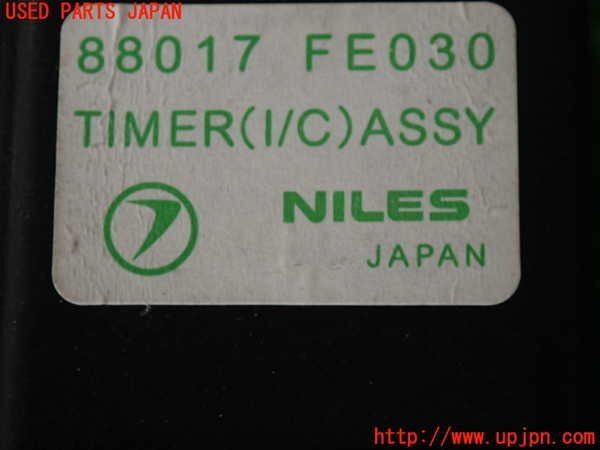 USED PARTS JAPAN
88017 FE030
TIMER(I/C)ASSY
NILES
JAPAN
http://www.upjpn.com